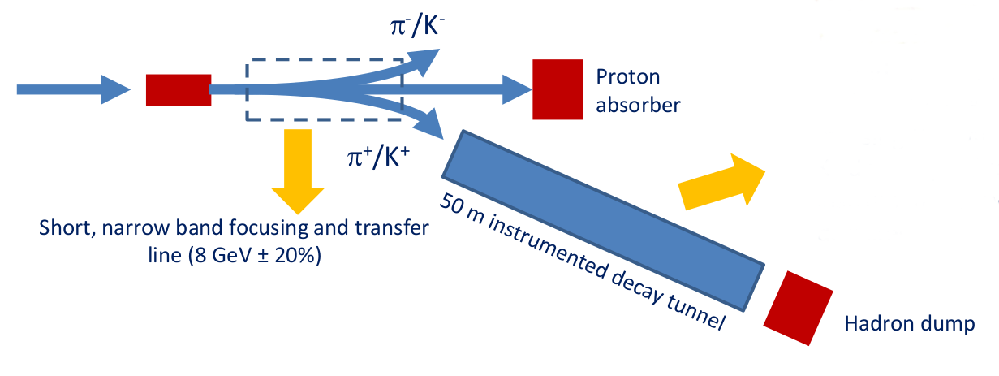 π⁻/K⁻
Proton
absorber
π⁺/K⁺
Short, narrow band focusing and transfer
line (8 GeV ± 20%)
50 m instrumented decay tunnel
Hadron dump